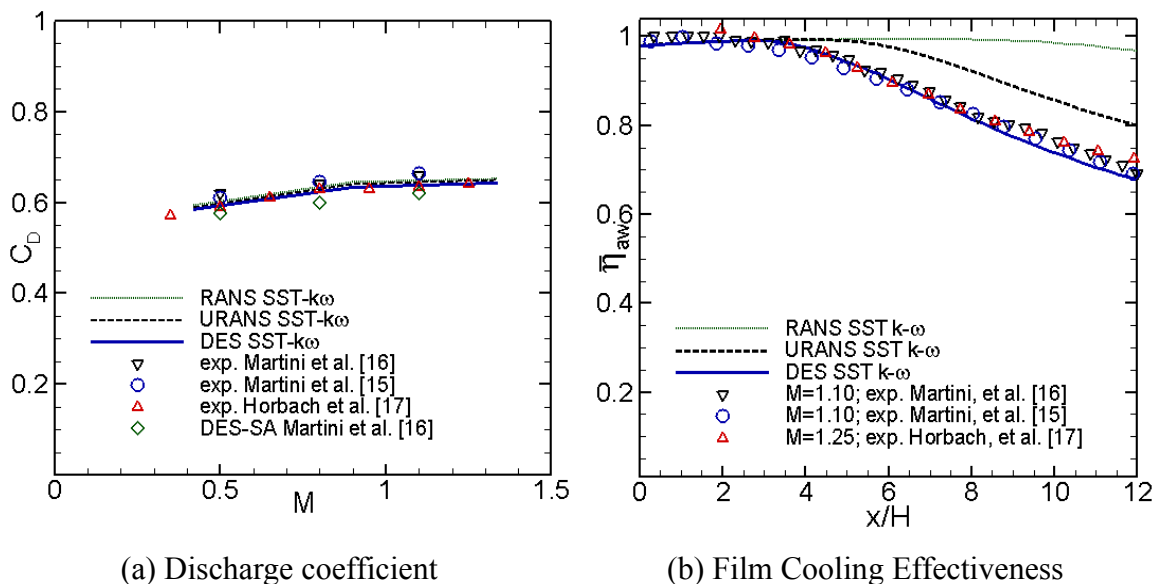 1
0.8
0.6
0.4
0.2
C_D
0
0.5
1
1.5
M
RANS SST-kω
URANS SST-kω
DES SST-kω
exp. Martini et al. [16]
exp. Martini et al. [15]
exp. Horbach et al. [17]
DES-SA Martini et al. [16]
(a) Discharge coefficient
1
0.8
0.6
0.4
0.2
η̅_aw
0
2
4
6
8
10
12
x/H
RANS SST k-ω
URANS SST k-ω
DES SST k-ω
M=1.10; exp. Martini, et al. [16]
M=1.10; exp. Martini, et al. [15]
M=1.25; exp. Horbach, et al. [17]
(b) Film Cooling Effectiveness